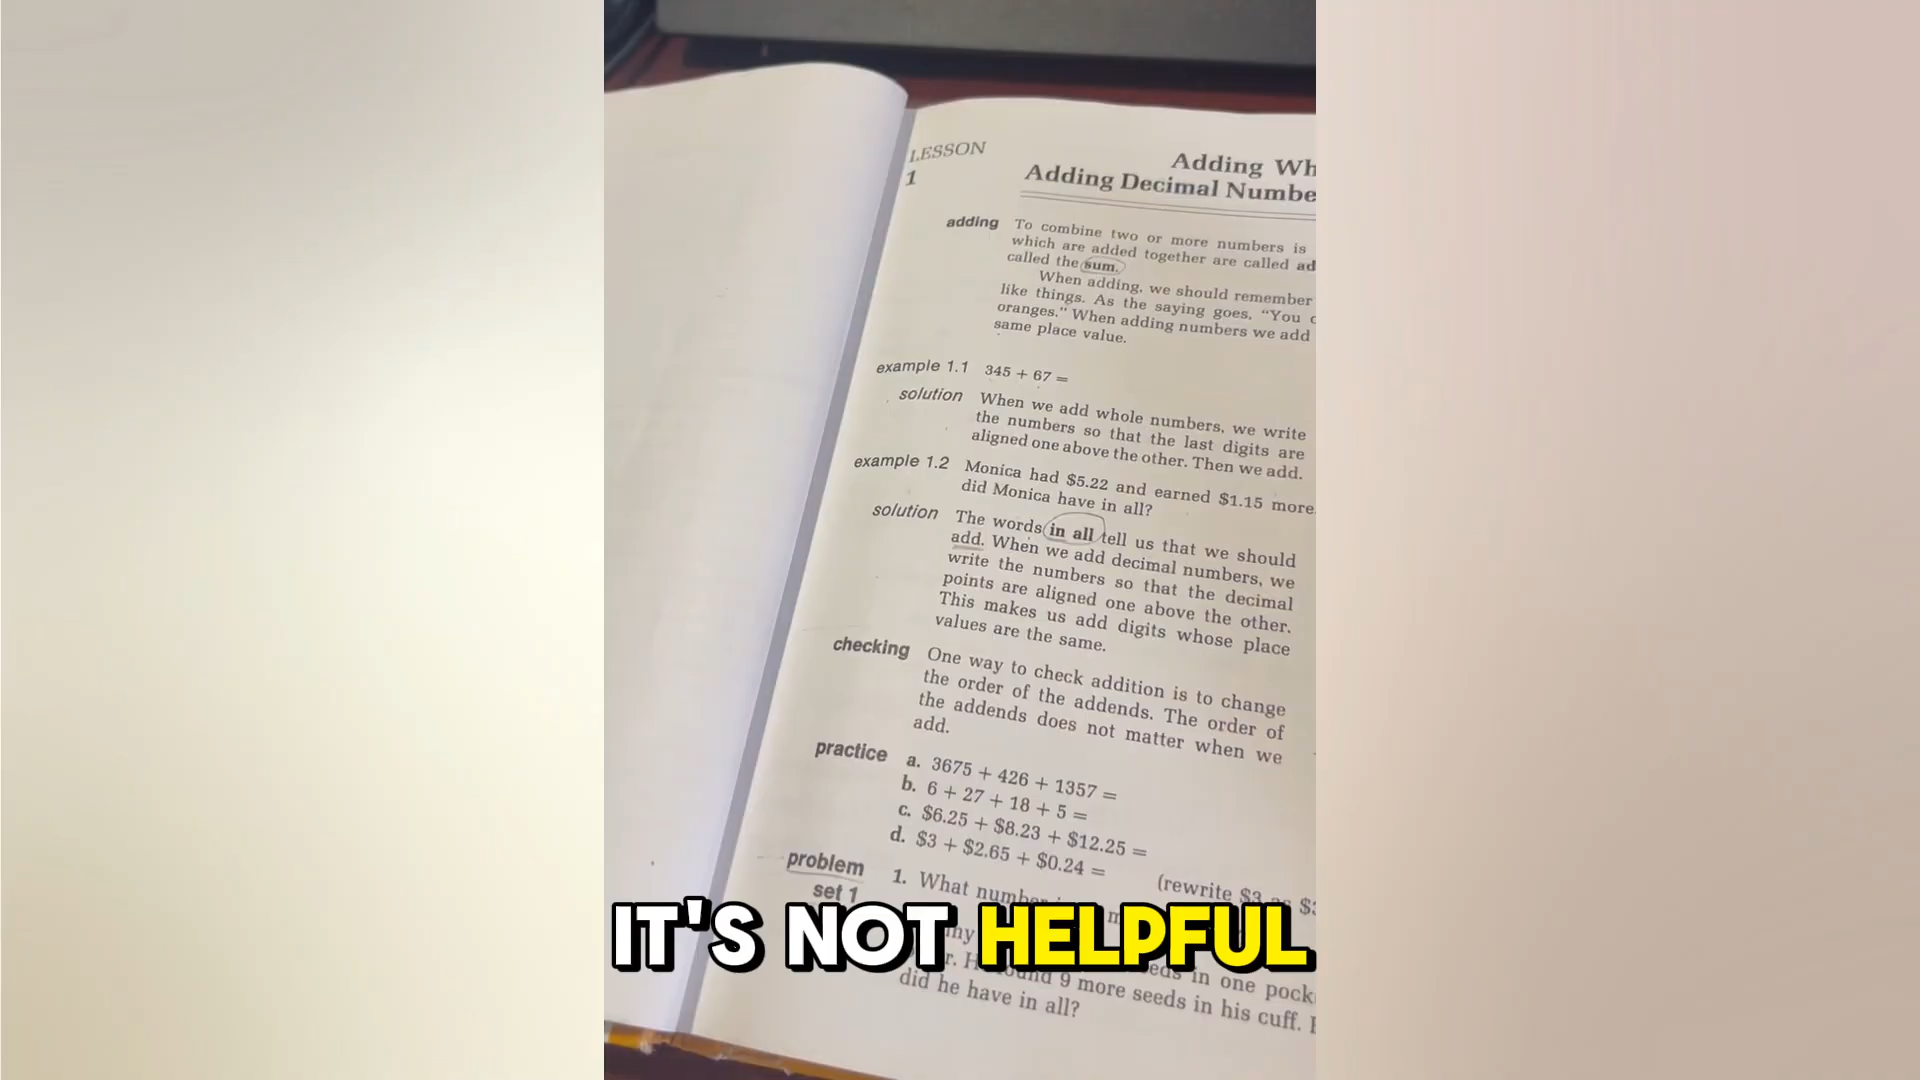 LESSON
1
Adding Wh
Adding Decimal Numbe
adding To combine two or more numbers is
which are added together are called ad
called the sum.
When adding, we should remember
like things. As the saying goes, "You c
oranges." When adding numbers we add
same place value.
example 1.1 345 + 67 =
solution When we add whole numbers, we write
the numbers so that the last digits are
aligned one above the other. Then we add.
example 1.2 Monica had $5.22 and earned $1.15 more.
did Monica have in all?
solution The words in all tell us that we should
add. When we add decimal numbers, we
write the numbers so that the decimal
points are aligned one above the other.
This makes us add digits whose place
values are the same.
checking One way to check addition is to change
the order of the addends. The order of
the addends does not matter when we
add.
practice a. 3675 + 426 + 1357 =
b. 6 + 27 + 18 + 5 =
c. $6.25 + $8.23 + $12.25 =
d. $3 + $2.65 + $0.24 =
(rewrite $3 as $3
problem
set 1
1. What number
IT'S NOT HELPFUL
in one pock
9 more seeds in his cuff.
did he have in all?